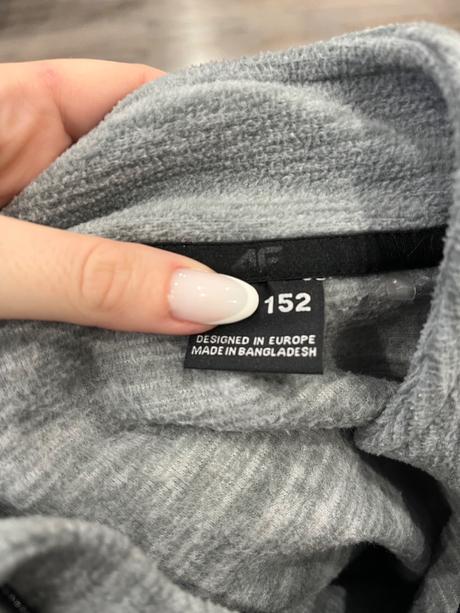 4F
152
DESIGNED IN EUROPE
MADE IN BANGLADESH